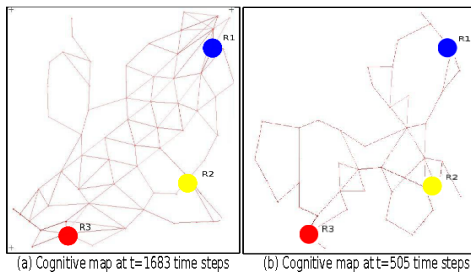 R1
R2
R3
R1
R2
R3
(a) Cognitive map at t=1683 time steps
(b) Cognitive map at t=505 time steps